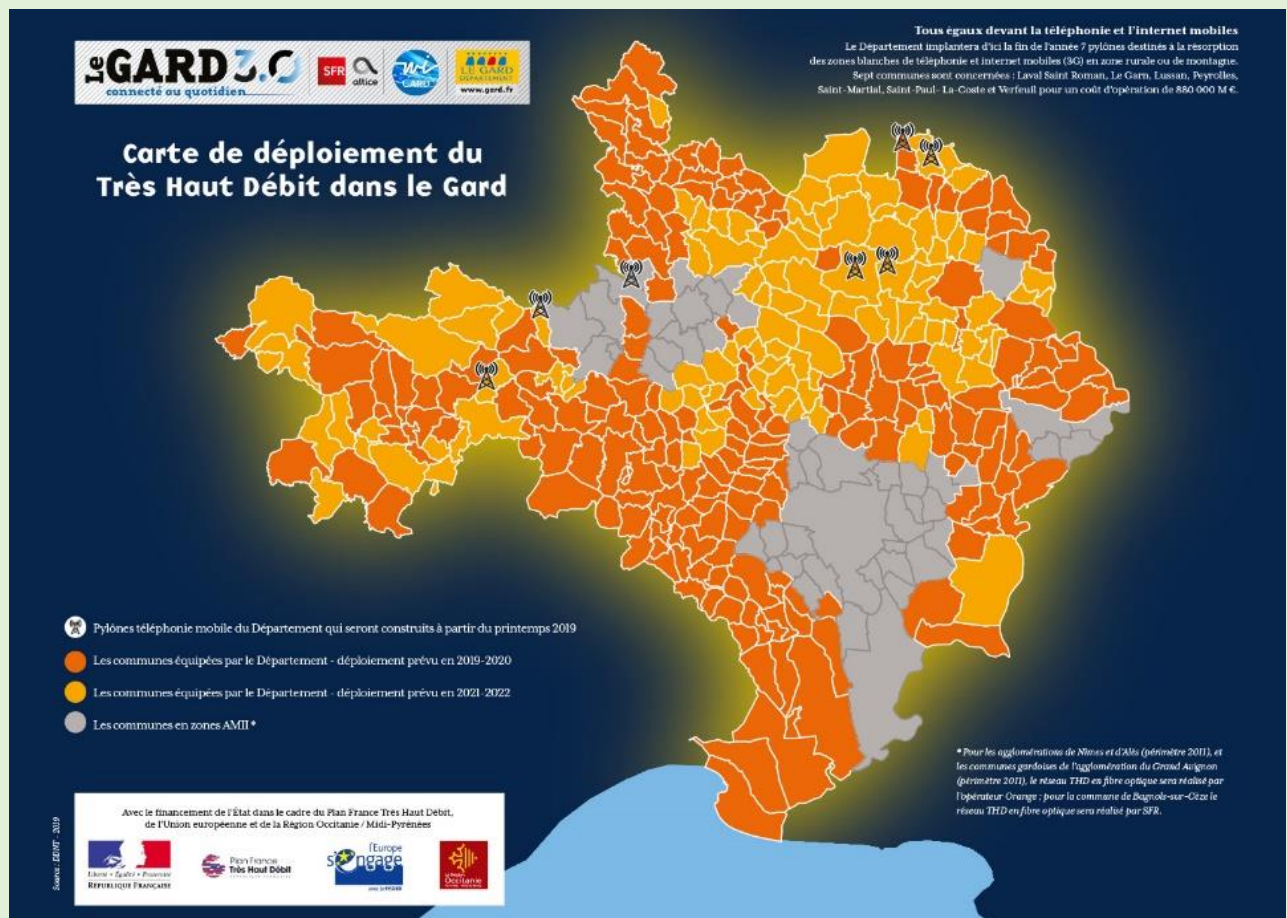 le GARD 3.0
connecté au quotidien
SFR
altice
wi
GARD
LE GARD
DÉPARTEMENT
www.gard.fr
Tous égaux devant la téléphonie et l'internet mobiles
Le Département implantera d'ici la fin de l'année 7 pylônes destinés à la résorption
des zones blanches de téléphonie et internet mobiles (3G) en zone rurale ou de montagne.
Sept communes sont concernées : Laval Saint Roman, Le Garn, Lussan, Peyrolles,
Saint-Martial, Saint-Paul- La-Coste et Verfeuil pour un coût d'opération de 880 000 M €.
Carte de déploiement du
Très Haut Débit dans le Gard
Pylônes téléphonie mobile du Département qui seront construits à partir du printemps 2019
Les communes équipées par le Département - déploiement prévu en 2019-2020
Les communes équipées par le Département - déploiement prévu en 2021-2022
Les communes en zones AMII *
* Pour les agglomérations de Nîmes et d'Alès (périmètre 2011), et
les communes gardoises de l'agglomération du Grand Avignon
(périmètre 2011), le réseau THD en fibre optique sera réalisé par
l'opérateur Orange ; pour la commune de Bagnols-sur-Cèze le
réseau THD en fibre optique sera réalisé par SFR.
Avec le financement de l'État dans le cadre du Plan France Très Haut Débit,
de l'Union européenne et de la Région Occitanie / Midi-Pyrénées
Liberté • Égalité • Fraternité
RÉPUBLIQUE FRANÇAISE
Plan France
Très Haut Débit
RÉPUBLIQUE FRANÇAISE
l'Europe
s'engage
La Région
Occitanie